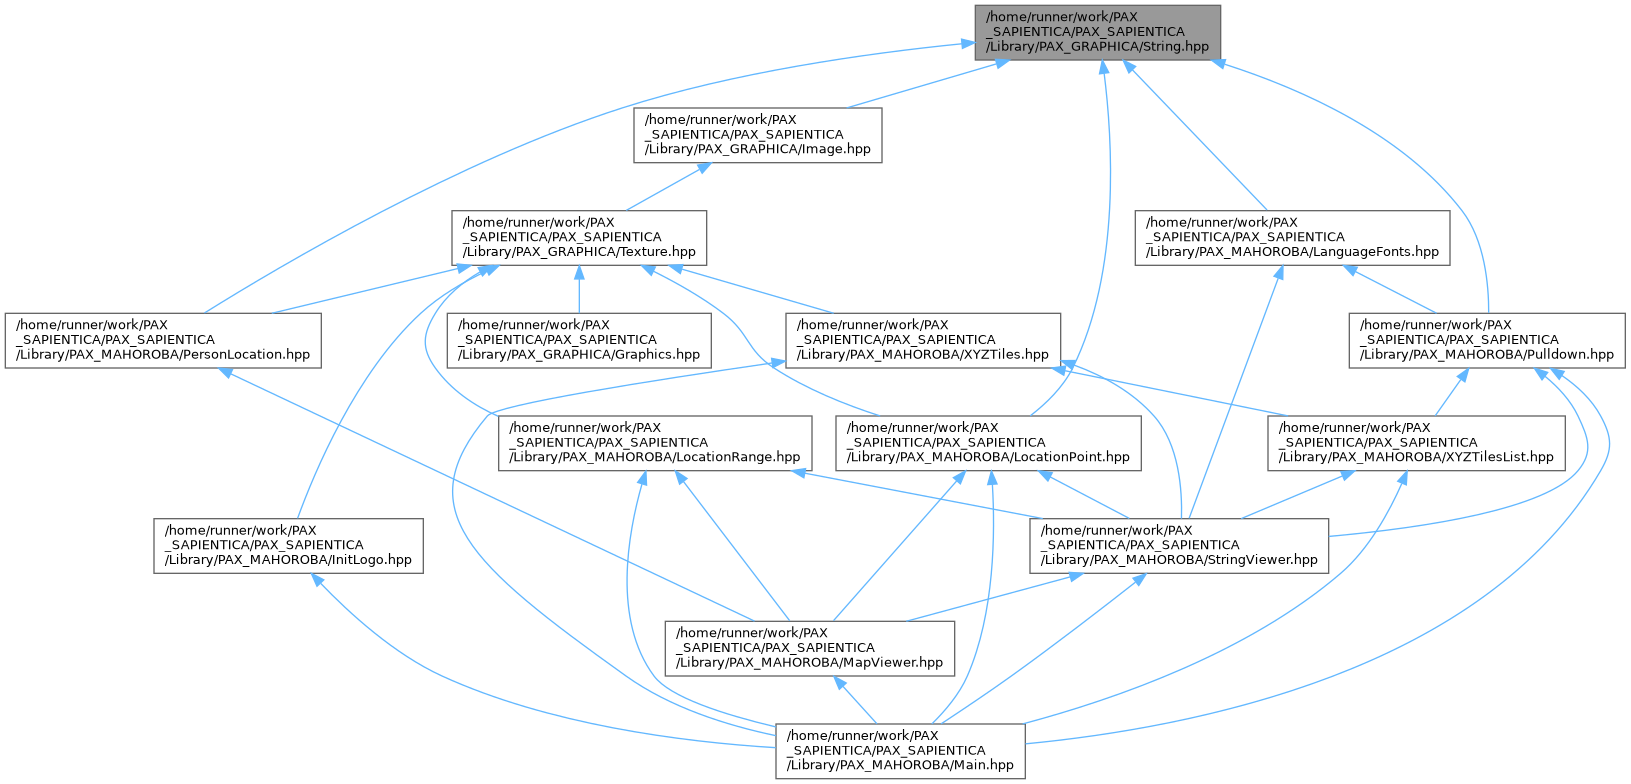 /home/runner/work/PAX
_SAPIENTICA/PAX_SAPIENTICA
/Library/PAX_GRAPHICA/String.hpp
/home/runner/work/PAX
_SAPIENTICA/PAX_SAPIENTICA
/Library/PAX_GRAPHICA/Image.hpp
/home/runner/work/PAX
_SAPIENTICA/PAX_SAPIENTICA
/Library/PAX_GRAPHICA/Texture.hpp
/home/runner/work/PAX
_SAPIENTICA/PAX_SAPIENTICA
/Library/PAX_MAHOROBA/LanguageFonts.hpp
/home/runner/work/PAX
_SAPIENTICA/PAX_SAPIENTICA
/Library/PAX_MAHOROBA/PersonLocation.hpp
/home/runner/work/PAX
_SAPIENTICA/PAX_SAPIENTICA
/Library/PAX_GRAPHICA/Graphics.hpp
/home/runner/work/PAX
_SAPIENTICA/PAX_SAPIENTICA
/Library/PAX_MAHOROBA/XYZTiles.hpp
/home/runner/work/PAX
_SAPIENTICA/PAX_SAPIENTICA
/Library/PAX_MAHOROBA/Pulldown.hpp
/home/runner/work/PAX
_SAPIENTICA/PAX_SAPIENTICA
/Library/PAX_MAHOROBA/LocationRange.hpp
/home/runner/work/PAX
_SAPIENTICA/PAX_SAPIENTICA
/Library/PAX_MAHOROBA/LocationPoint.hpp
/home/runner/work/PAX
_SAPIENTICA/PAX_SAPIENTICA
/Library/PAX_MAHOROBA/XYZTilesList.hpp
/home/runner/work/PAX
_SAPIENTICA/PAX_SAPIENTICA
/Library/PAX_MAHOROBA/InitLogo.hpp
/home/runner/work/PAX
_SAPIENTICA/PAX_SAPIENTICA
/Library/PAX_MAHOROBA/StringViewer.hpp
/home/runner/work/PAX
_SAPIENTICA/PAX_SAPIENTICA
/Library/PAX_MAHOROBA/MapViewer.hpp
/home/runner/work/PAX
_SAPIENTICA/PAX_SAPIENTICA
/Library/PAX_MAHOROBA/Main.hpp